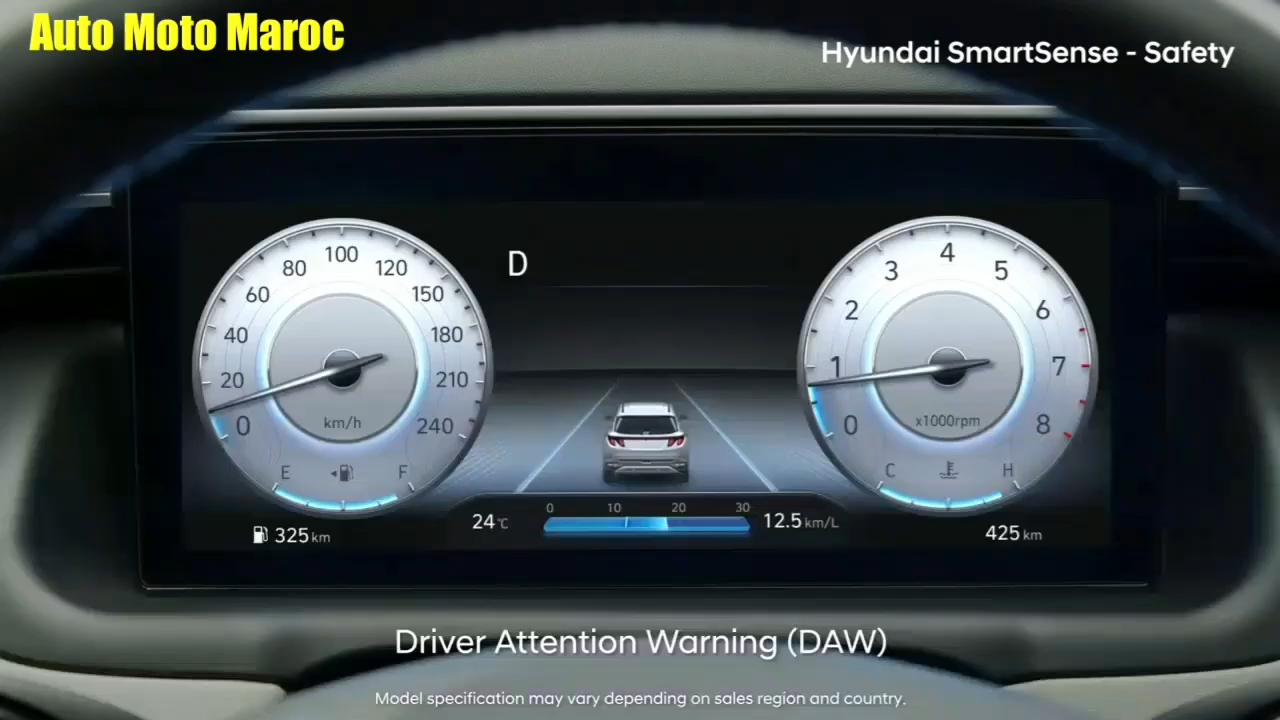 Auto Moto Maroc
Hyundai SmartSense - Safety
D
0 20 40 60 80 100 120 150 180 210 240
km/h
E F
0 1 2 3 4 5 6 7 8
x1000rpm
C H
0 10 20 30
24°C
12.5 km/L
325 km
425 km
Driver Attention Warning (DAW)
Model specification may vary depending on sales region and country.